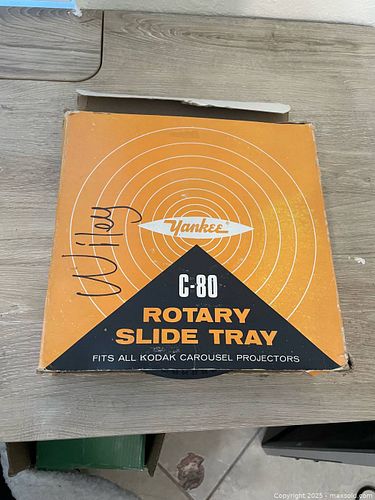 Wiley
Yankee
C-80
ROTARY
SLIDE TRAY
FITS ALL KODAK CAROUSEL PROJECTORS
Copyright 2025 - maxsold.com